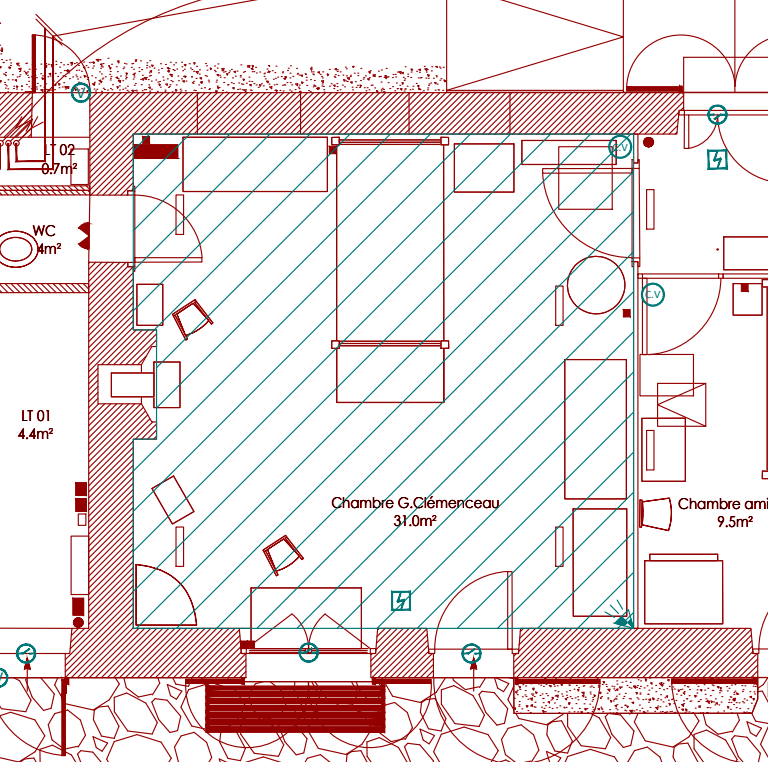 V
LT 02
0.7m²
C.V
WC
4m²
C.V
LT 01
4.4m²
Chambre G.Clémenceau
31.0m²
Chambre ami
9.5m²